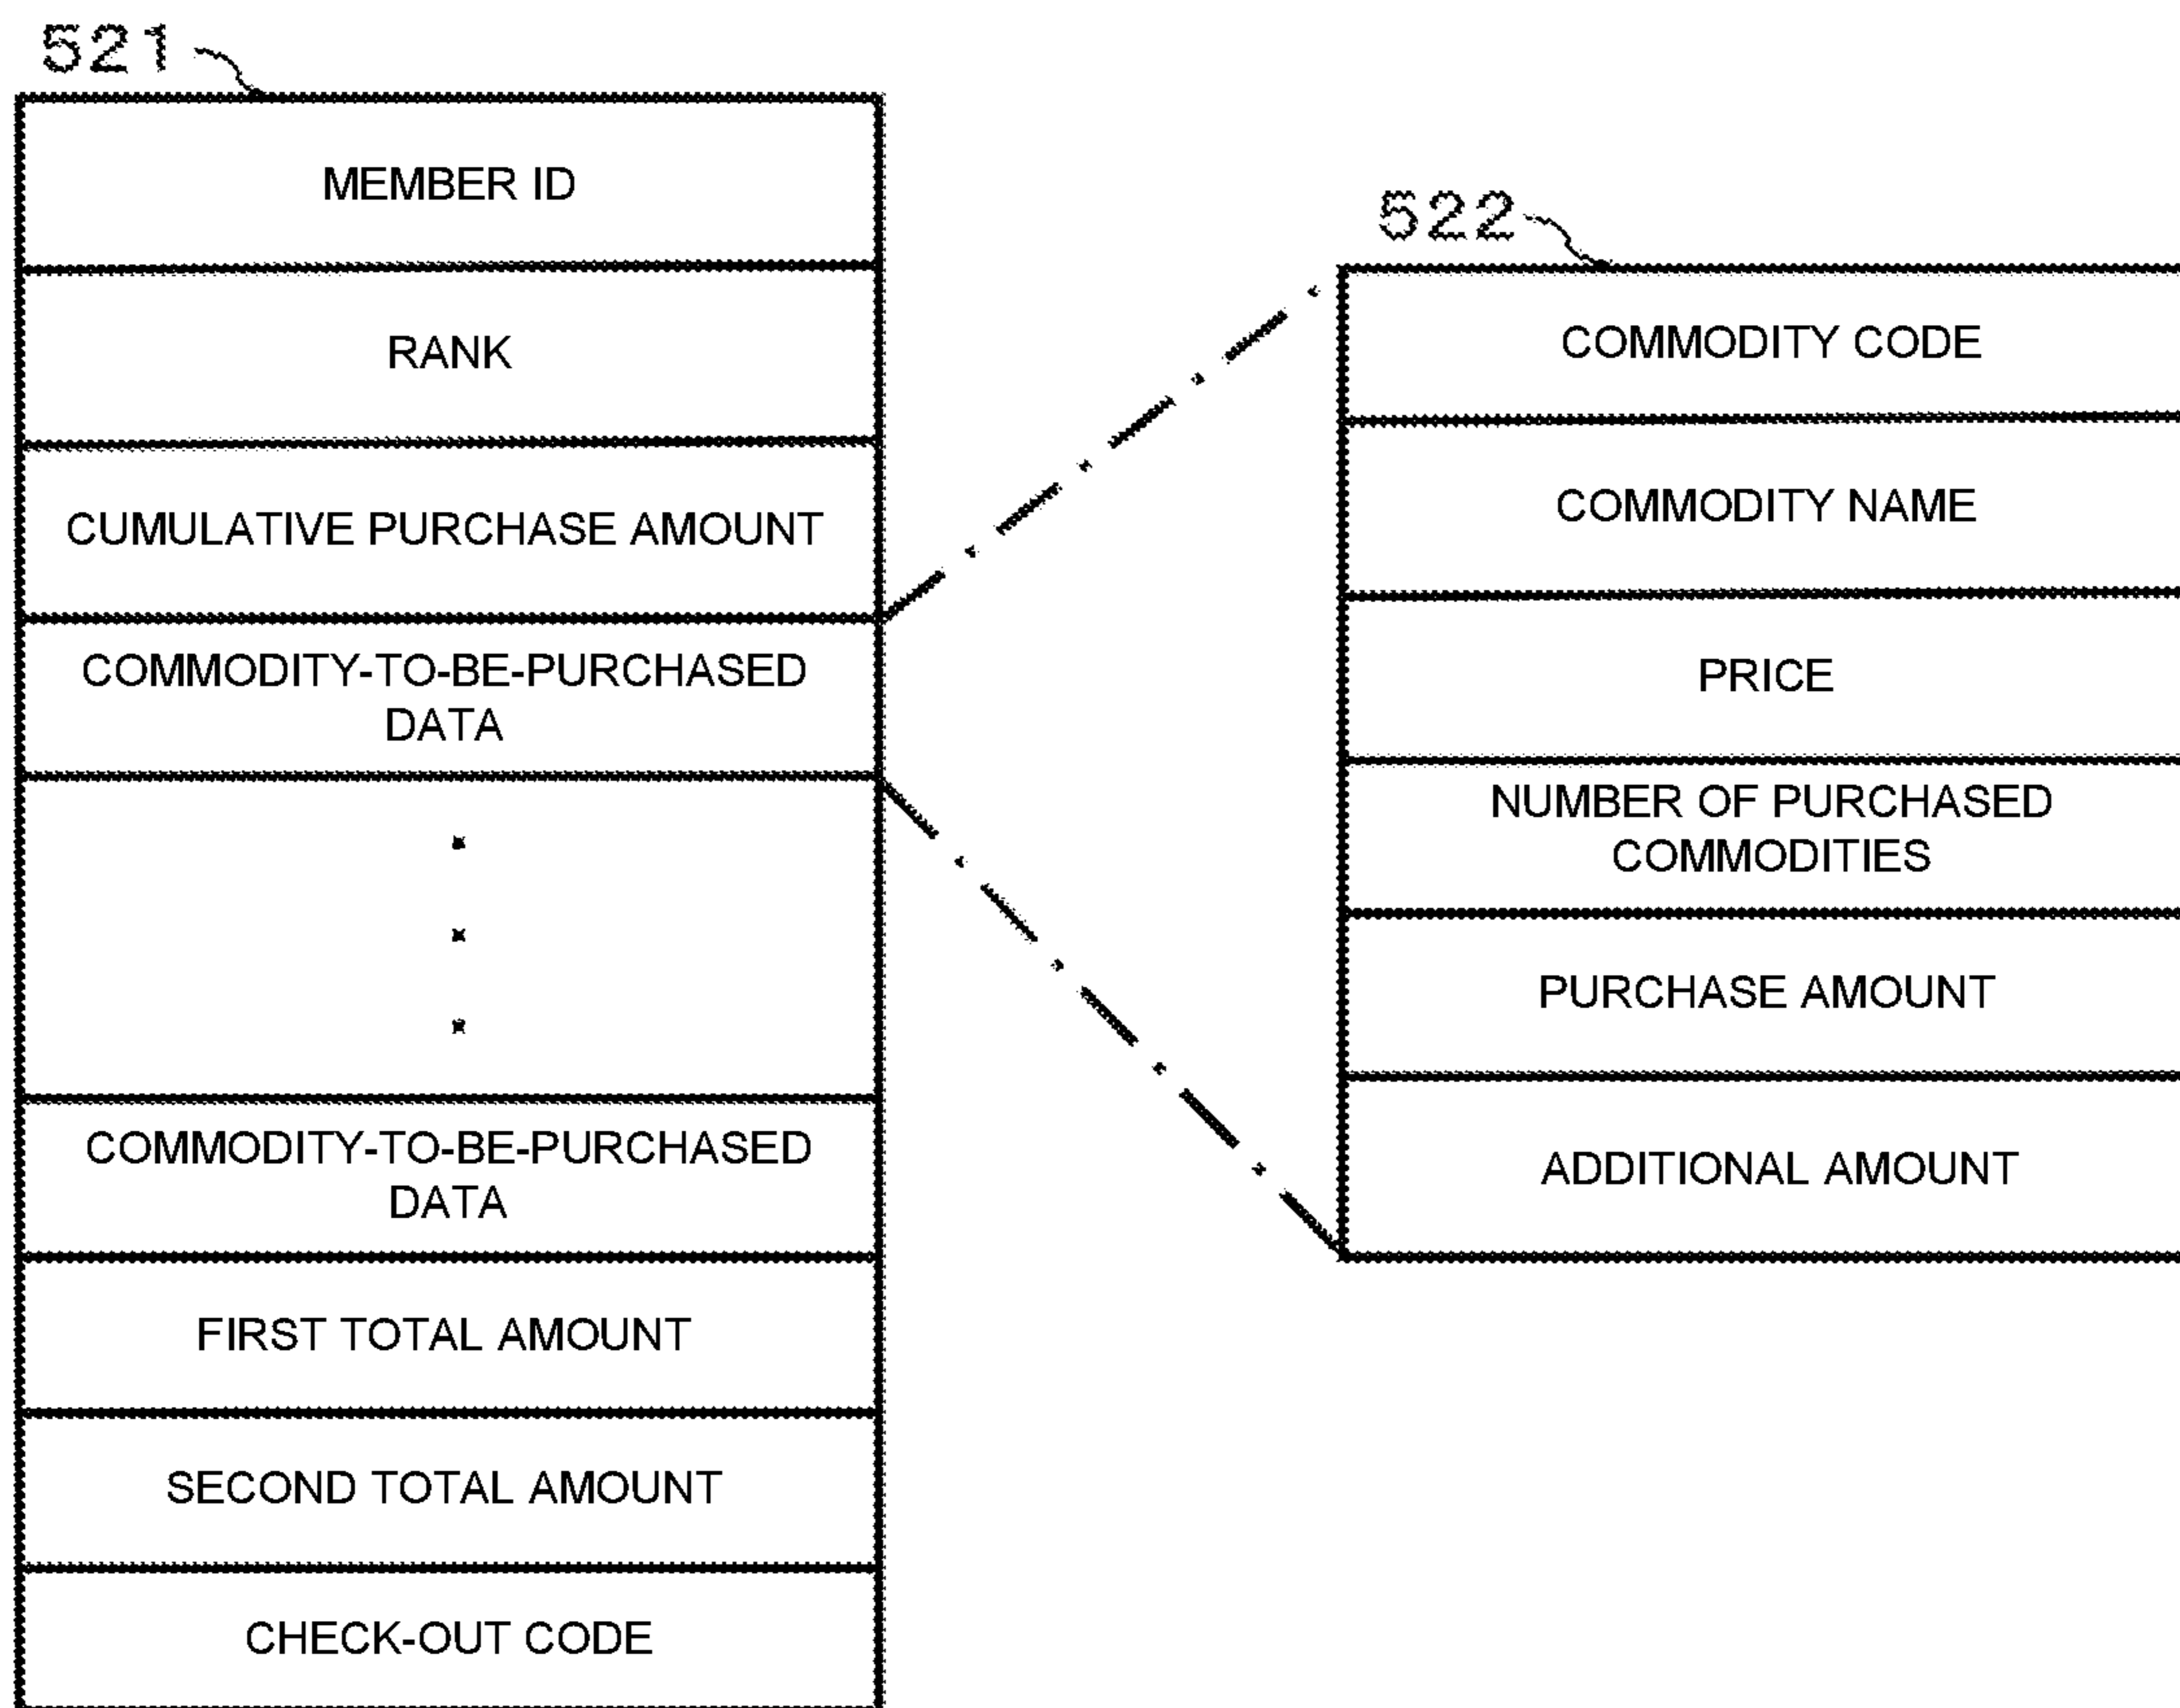 521
MEMBER ID
RANK
CUMULATIVE PURCHASE AMOUNT
COMMODITY-TO-BE-PURCHASED
DATA
COMMODITY-TO-BE-PURCHASED
DATA
FIRST TOTAL AMOUNT
SECOND TOTAL AMOUNT
CHECK-OUT CODE
522
COMMODITY CODE
COMMODITY NAME
PRICE
NUMBER OF PURCHASED
COMMODITIES
PURCHASE AMOUNT
ADDITIONAL AMOUNT